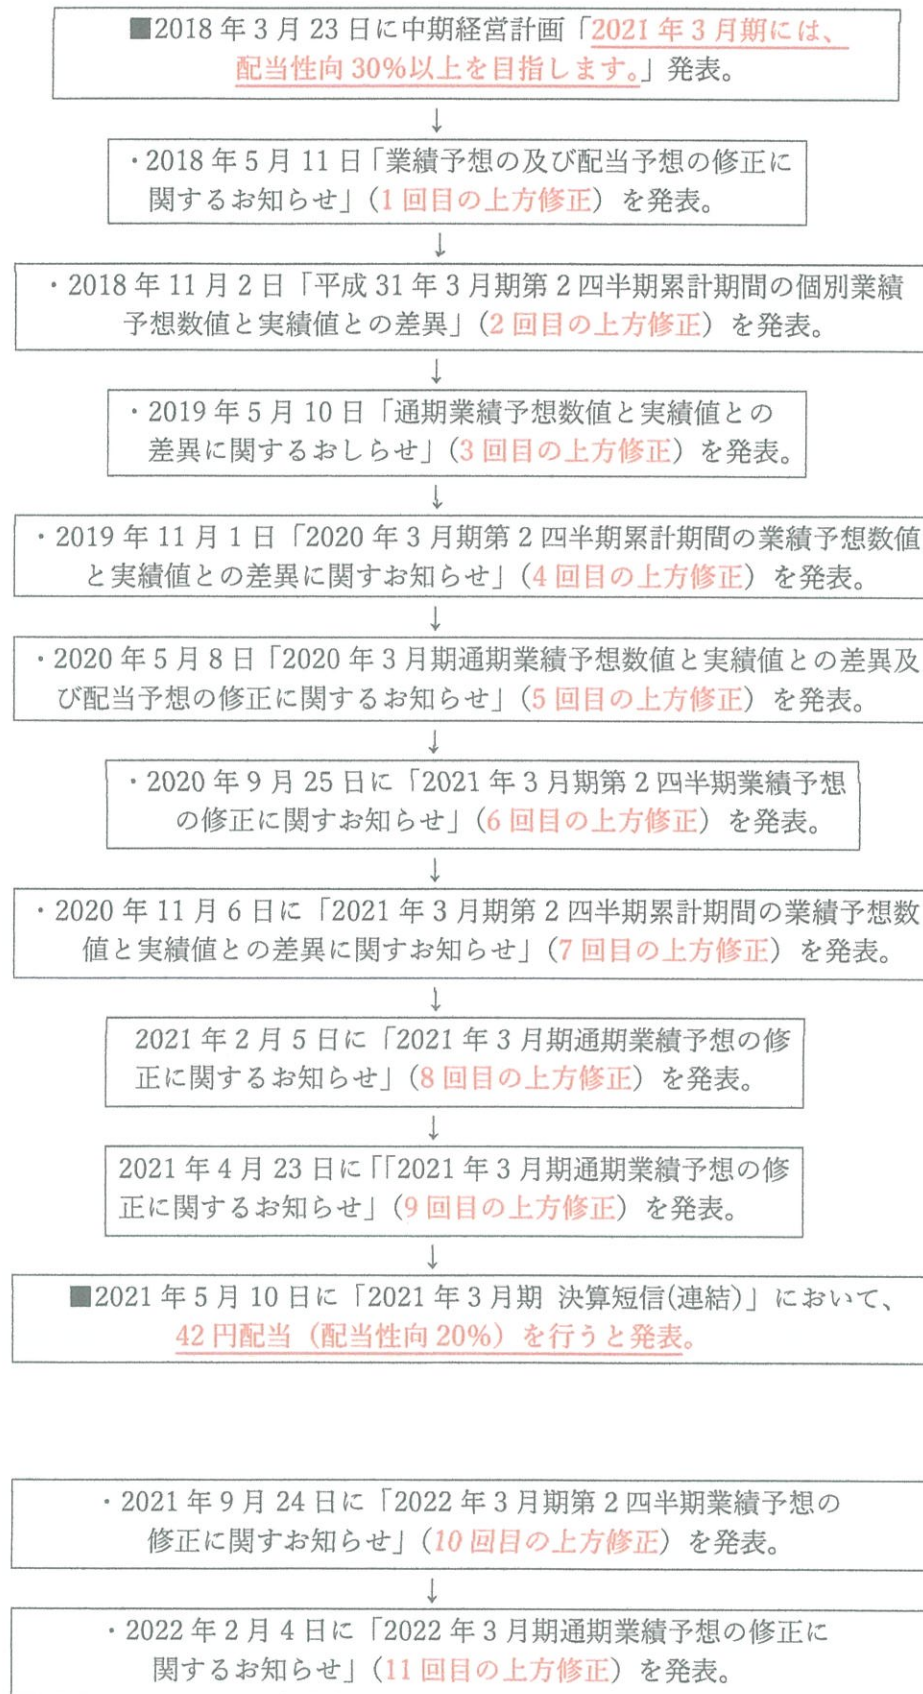 ■2018年3月23日に中期経営計画「2021年3月期には、
配当性向30%以上を目指します。」発表。
↓
・2018年5月11日「業績予想の及び配当予想の修正に
関するお知らせ」（1回目の上方修正）を発表。
↓
・2018年11月2日「平成31年3月期第2四半期累計期間の個別業績
予想数値と実績値との差異」（2回目の上方修正）を発表。
↓
・2019年5月10日「通期業績予想数値と実績値との
差異に関するおしらせ」（3回目の上方修正）を発表。
↓
・2019年11月1日「2020年3月期第2四半期累計期間の業績予想数値
と実績値との差異に関すお知らせ」（4回目の上方修正）を発表。
↓
・2020年5月8日「2020年3月期通期業績予想数値と実績値との差異及
び配当予想の修正に関するお知らせ」（5回目の上方修正）を発表。
↓
・2020年9月25日に「2021年3月期第2四半期業績予想
の修正に関すお知らせ」（6回目の上方修正）を発表。
↓
・2020年11月6日に「2021年3月期第2四半期累計期間の業績予想数
値と実績値との差異に関すお知らせ」（7回目の上方修正）を発表。
↓
2021年2月5日に「2021年3月期通期業績予想の修
正に関するお知らせ」（8回目の上方修正）を発表。
↓
2021年4月23日に「「2021年3月期通期業績予想の修
正に関するお知らせ」（9回目の上方修正）を発表。
↓
■2021年5月10日に「2021年3月期 決算短信(連結)」において、
42円配当（配当性向20%）を行うと発表。
・2021年9月24日に「2022年3月期第2四半期業績予想の
修正に関すお知らせ」（10回目の上方修正）を発表。
↓
・2022年2月4日に「2022年3月期通期業績予想の修正に
関するお知らせ」（11回目の上方修正）を発表。